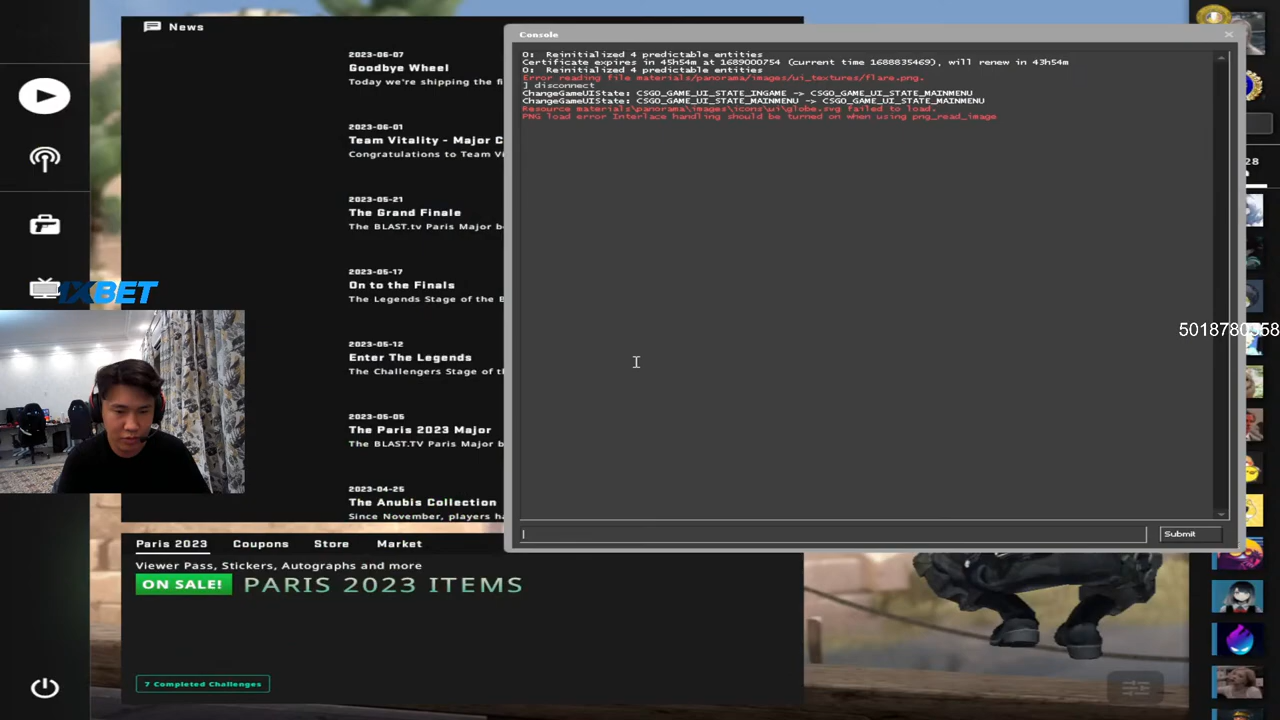 News
2023-06-07
Goodbye Wheel
Today we're shipping the fi
2023-06-01
Team Vitality - Major C
Congratulations to Team Vi
2023-05-21
The Grand Finale
The BLAST.tv Paris Major be
2023-05-17
On to the Finals
The Legends Stage of the B
2023-05-12
Enter The Legends
The Challengers Stage of t
2023-05-05
The Paris 2023 Major
The BLAST.TV Paris Major b
2023-04-25
The Anubis Collection
Since November, players ha
Console
0: Reinitialized 4 predictable entities
Certificate expires in 45h54m at 1689000754 (current time 1688835469), will renew in 43h54m
0: Reinitialized 4 predictable entities
Error reading file materials/panorama/images/ui_textures/flare.png.
] disconnect
ChangeGameUIState: CSGO_GAME_UI_STATE_INGAME -> CSGO_GAME_UI_STATE_MAINMENU
ChangeGameUIState: CSGO_GAME_UI_STATE_MAINMENU -> CSGO_GAME_UI_STATE_MAINMENU
Resource materials\panorama\images\icons\ui\globe.svg failed to load.
PNG load error Interlace handling should be turned on when using png_read_image
Submit
1XBET
28
Paris 2023
Coupons
Store
Market
Viewer Pass, Stickers, Autographs and more
ON SALE!
PARIS 2023 ITEMS
7 Completed Challenges